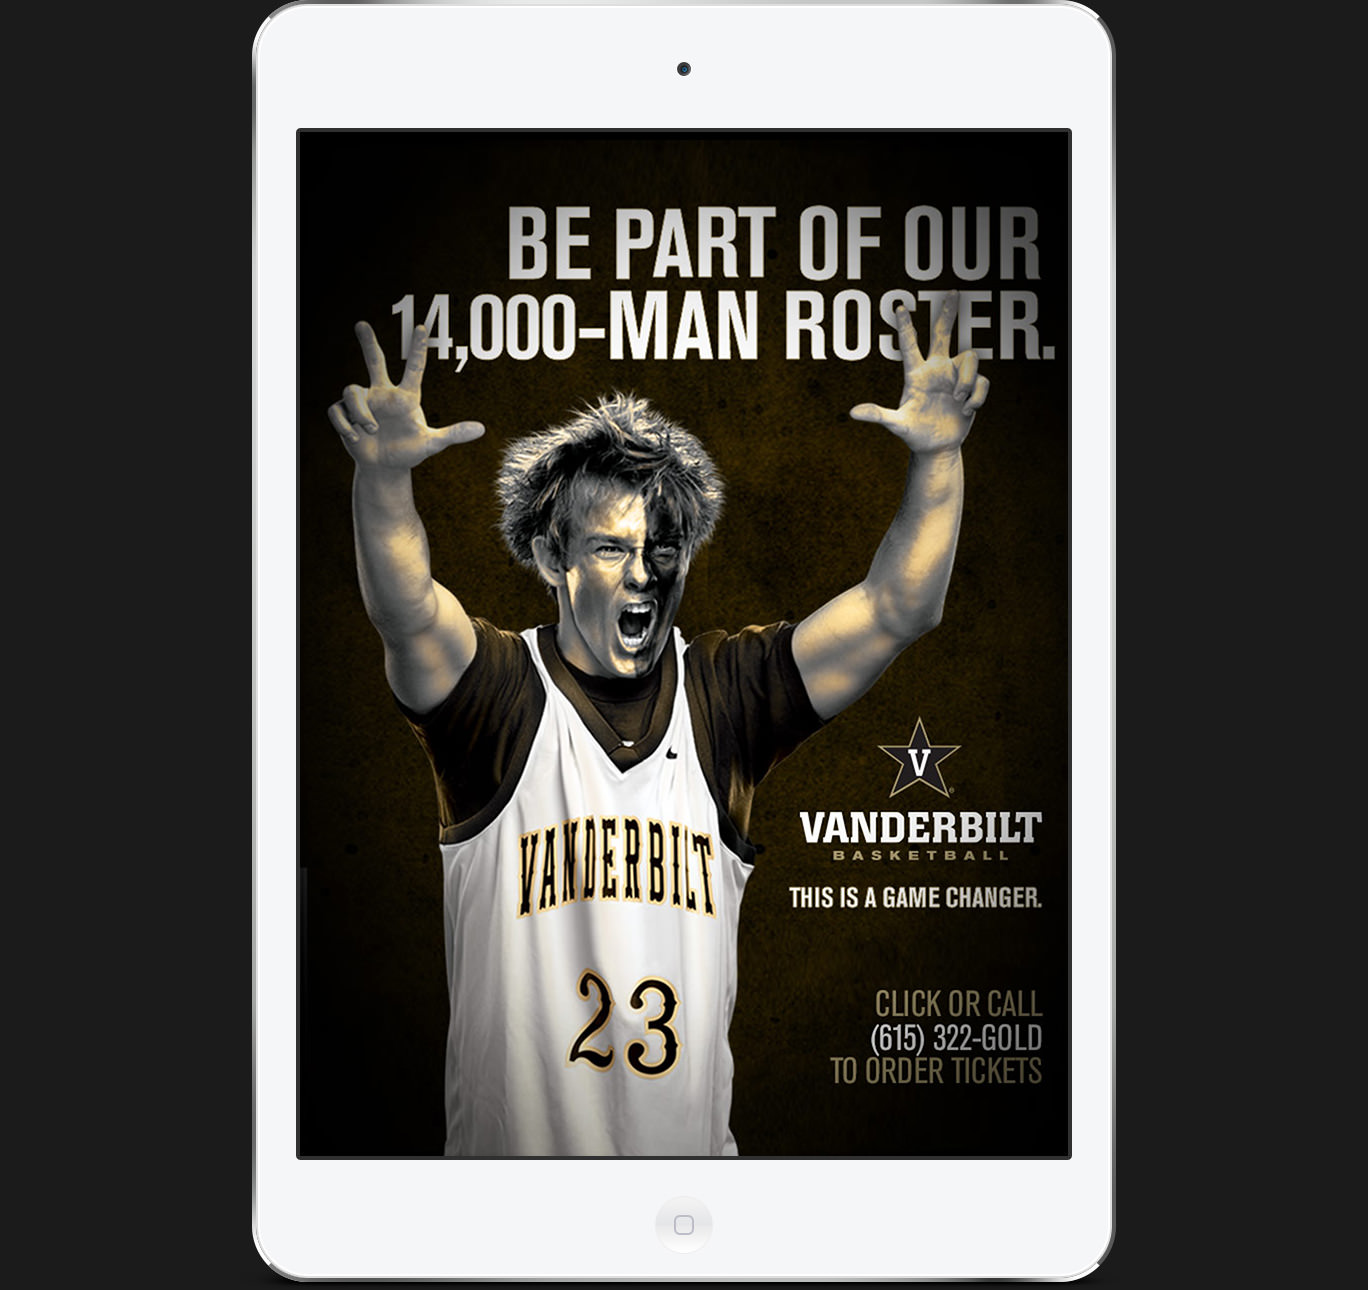 BE PART OF OUR
14,000-MAN ROSTER.
VANDERBILT
23
V
VANDERBILT
BASKETBALL
THIS IS A GAME CHANGER.
CLICK OR CALL
(615) 322-GOLD
TO ORDER TICKETS